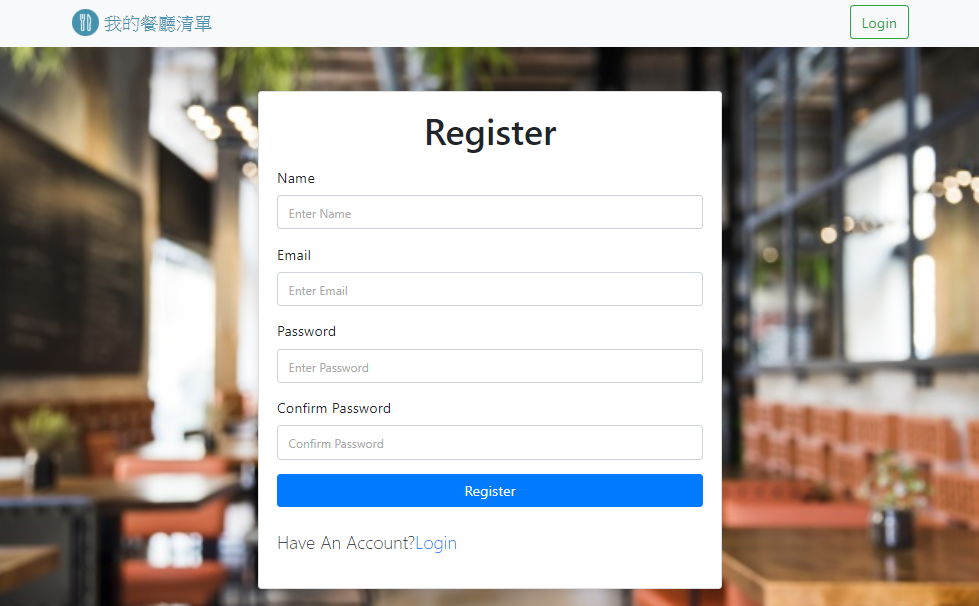 我的餐廳清單
Login
Register
Name
Enter Name
Email
Enter Email
Password
Enter Password
Confirm Password
Confirm Password
Register
Have An Account?Login